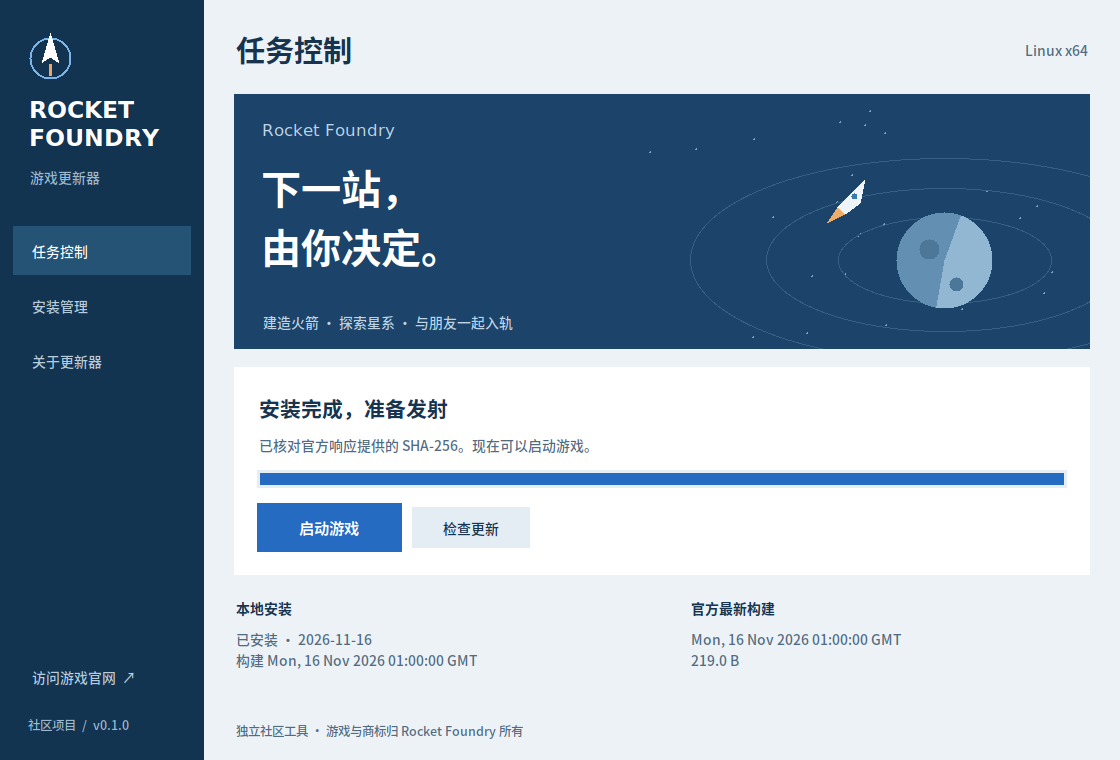 ROCKET
FOUNDRY
游戏更新器
任务控制
安装管理
关于更新器
访问游戏官网 ↗
社区项目 / v0.1.0
任务控制
Linux x64
Rocket Foundry
下一站，
由你决定。
建造火箭 · 探索星系 · 与朋友一起入轨
安装完成，准备发射
已核对官方响应提供的 SHA-256。现在可以启动游戏。
启动游戏
检查更新
本地安装
已安装 · 2026-11-16
构建 Mon, 16 Nov 2026 01:00:00 GMT
官方最新构建
Mon, 16 Nov 2026 01:00:00 GMT
219.0 B
独立社区工具 · 游戏与商标归 Rocket Foundry 所有